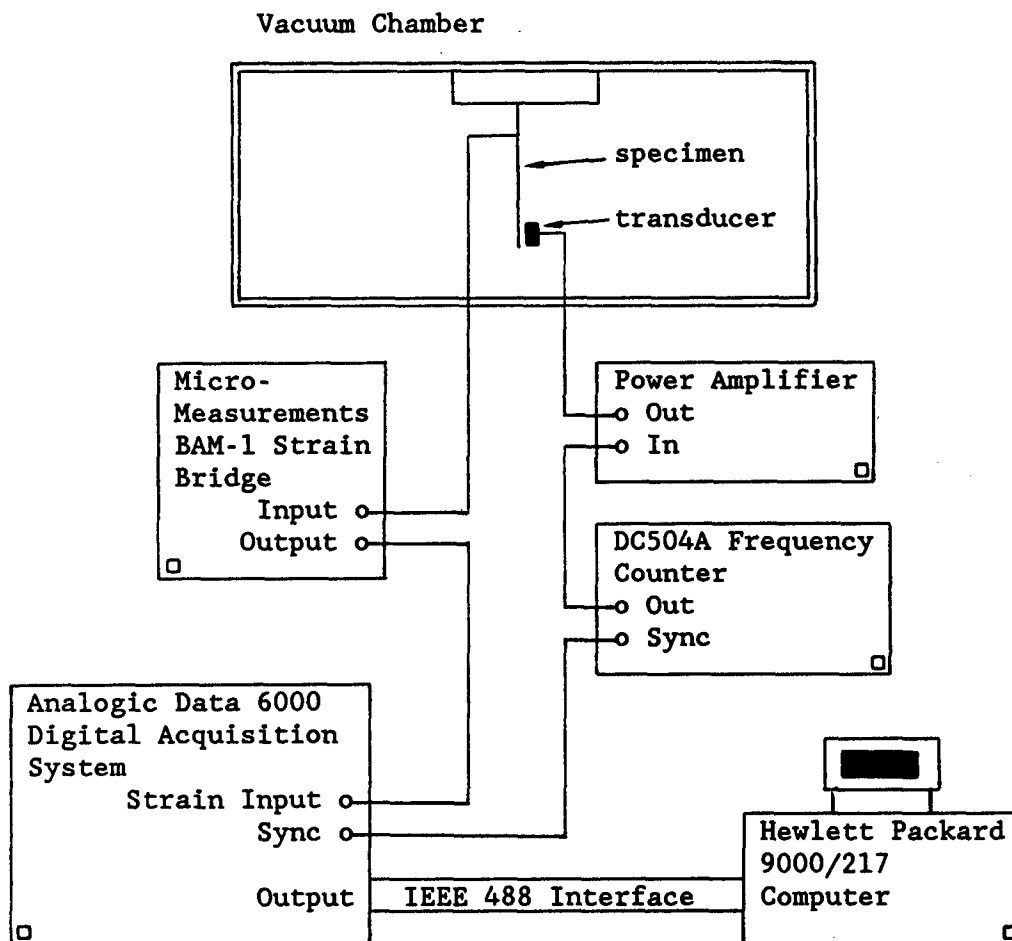 Vacuum Chamber
specimen
transducer
Micro-
Measurements
BAM-1 Strain
Bridge
Input
Output
Power Amplifier
Out
In
DC504A Frequency
Counter
Out
Sync
Analogic Data 6000
Digital Acquisition
System
Strain Input
Sync
Output
IEEE 488 Interface
Hewlett Packard
9000/217
Computer